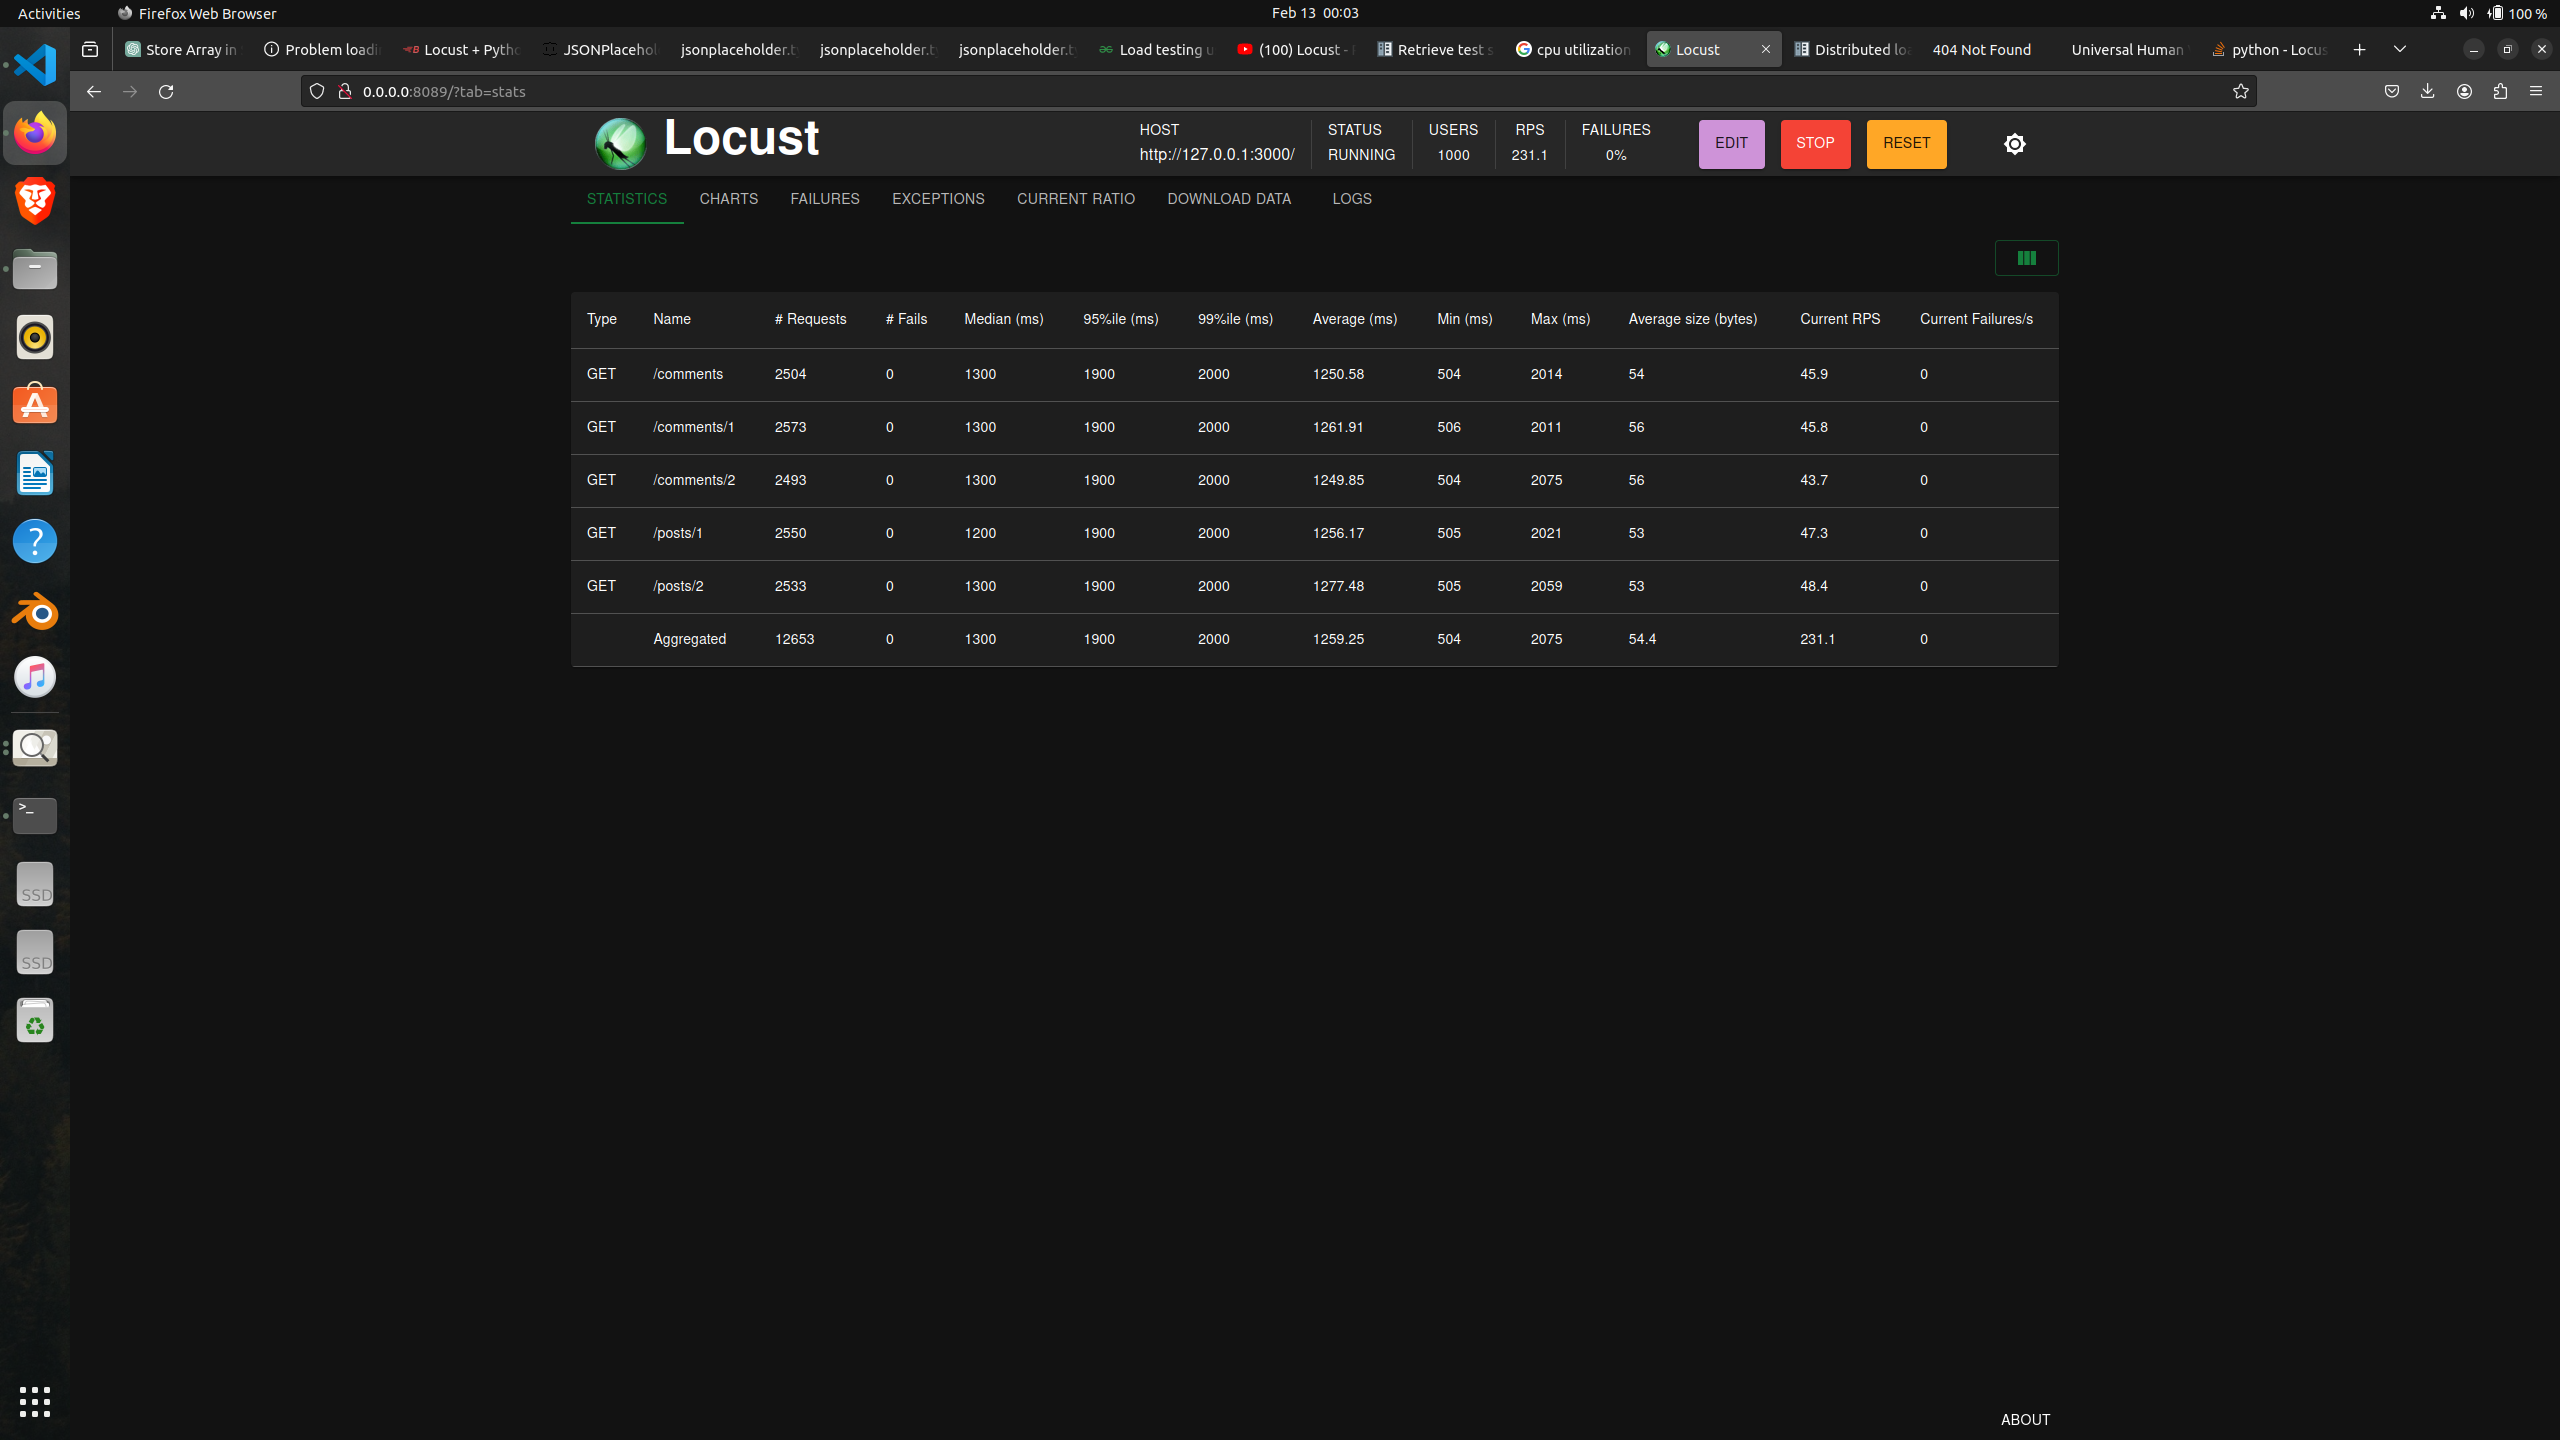 Activities Firefox Web Browser Feb 13 00:03 100 %
Store Array in Problem loadi Locust + Pytho JSONPlacehol jsonplaceholder.ty jsonplaceholder.ty jsonplaceholder.ty Load testing u (100) Locust - Retrieve test s cpu utilization Locust Distributed loa 404 Not Found Universal Human python - Locus
0.0.0.0:8089/?tab=stats
Locust
HOST STATUS USERS RPS FAILURES
http://127.0.0.1:3000/ RUNNING 1000 231.1 0%
EDIT STOP RESET
STATISTICS CHARTS FAILURES EXCEPTIONS CURRENT RATIO DOWNLOAD DATA LOGS
Type Name # Requests # Fails Median (ms) 95%ile (ms) 99%ile (ms) Average (ms) Min (ms) Max (ms) Average size (bytes) Current RPS Current Failures/s
GET /comments 2504 0 1300 1900 2000 1250.58 504 2014 54 45.9 0
GET /comments/1 2573 0 1300 1900 2000 1261.91 506 2011 56 45.8 0
GET /comments/2 2493 0 1300 1900 2000 1249.85 504 2075 56 43.7 0
GET /posts/1 2550 0 1200 1900 2000 1256.17 505 2021 53 47.3 0
GET /posts/2 2533 0 1300 1900 2000 1277.48 505 2059 53 48.4 0
Aggregated 12653 0 1300 1900 2000 1259.25 504 2075 54.4 231.1 0
SSD
SSD
ABOUT